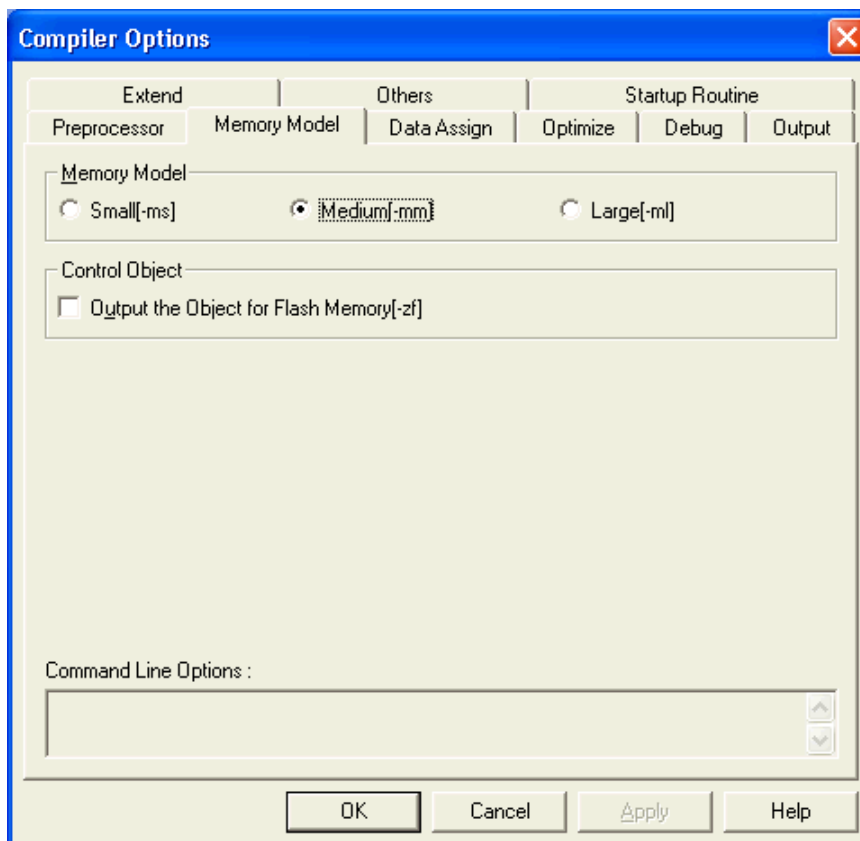 Compiler Options
Extend Others Startup Routine
Preprocessor Memory Model Data Assign Optimize Debug Output
Memory Model
Small[-ms] Medium[-mm] Large[-ml]
Control Object
Output the Object for Flash Memory[-zf]
Command Line Options :
OK Cancel Apply Help